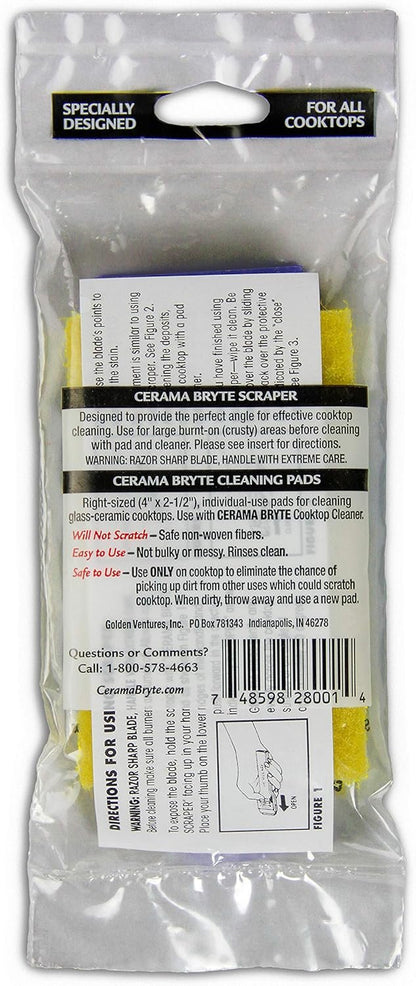 SPECIALLY
DESIGNED
FOR ALL
COOKTOPS
se the blade's points to
the stain.
ment is similar to using
raper. See Figure 2.
ening the deposits,
cooktop with a pad
ner.
u have finished using
per—wipe it clean. Be
over the blade by sliding
ack over the protective
dicated by the "close"
ee Figure 3.
CERAMA BRYTE SCRAPER
Designed to provide the perfect angle for effective cooktop
cleaning. Use for large burnt-on (crusty) areas before cleaning
with pad and cleaner. Please see insert for directions.
WARNING: RAZOR SHARP BLADE, HANDLE WITH EXTREME CARE.
CERAMA BRYTE CLEANING PADS
Right-sized (4" x 2-1/2"), individual-use pads for cleaning
glass-ceramic cooktops. Use with CERAMA BRYTE Cooktop Cleaner.
Will Not Scratch – Safe non-woven fibers.
Easy to Use – Not bulky or messy. Rinses clean.
Safe to Use – Use ONLY on cooktop to eliminate the chance of
picking up dirt from other uses which could scratch
cooktop. When dirty, throw away and use a new pad.
Golden Ventures, Inc. PO Box 781343 Indianapolis, IN 46278
Questions or Comments?
Call: 1-800-578-4663
CeramaBryte.com
7 48598 28001 4
DIRECTIONS FOR USIN
WARNING: RAZOR SHARP BLADE,
Before cleaning make sure all burner
To expose the blade, hold the sc
SCRAPER" facing up in your han
Place your thumb on the lower
OPEN
FIGURE 1